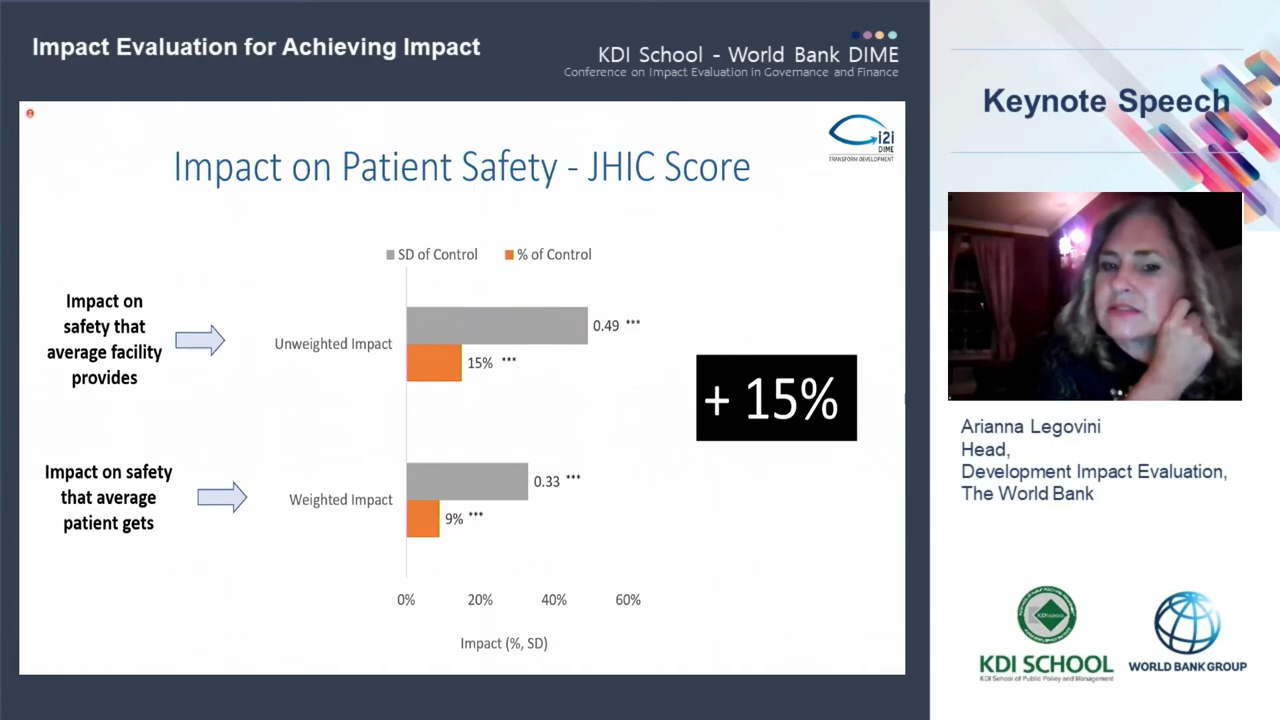 Impact Evaluation for Achieving Impact
KDI School - World Bank DIME
Conference on Impact Evaluation in Governance and Finance
Keynote Speech
i2i
DIME
TRANSFORM DEVELOPMENT
Impact on Patient Safety - JHIC Score
SD of Control
% of Control
Impact on
safety that
average facility
provides
Unweighted Impact
0.49 ***
15% ***
+ 15%
Impact on safety
that average
patient gets
Weighted Impact
0.33 ***
9% ***
0% 20% 40% 60%
Impact (%, SD)
Arianna Legovini
Head,
Development Impact Evaluation,
The World Bank
KDI SCHOOL
KDI School of Public Policy and Management
WORLD BANK GROUP